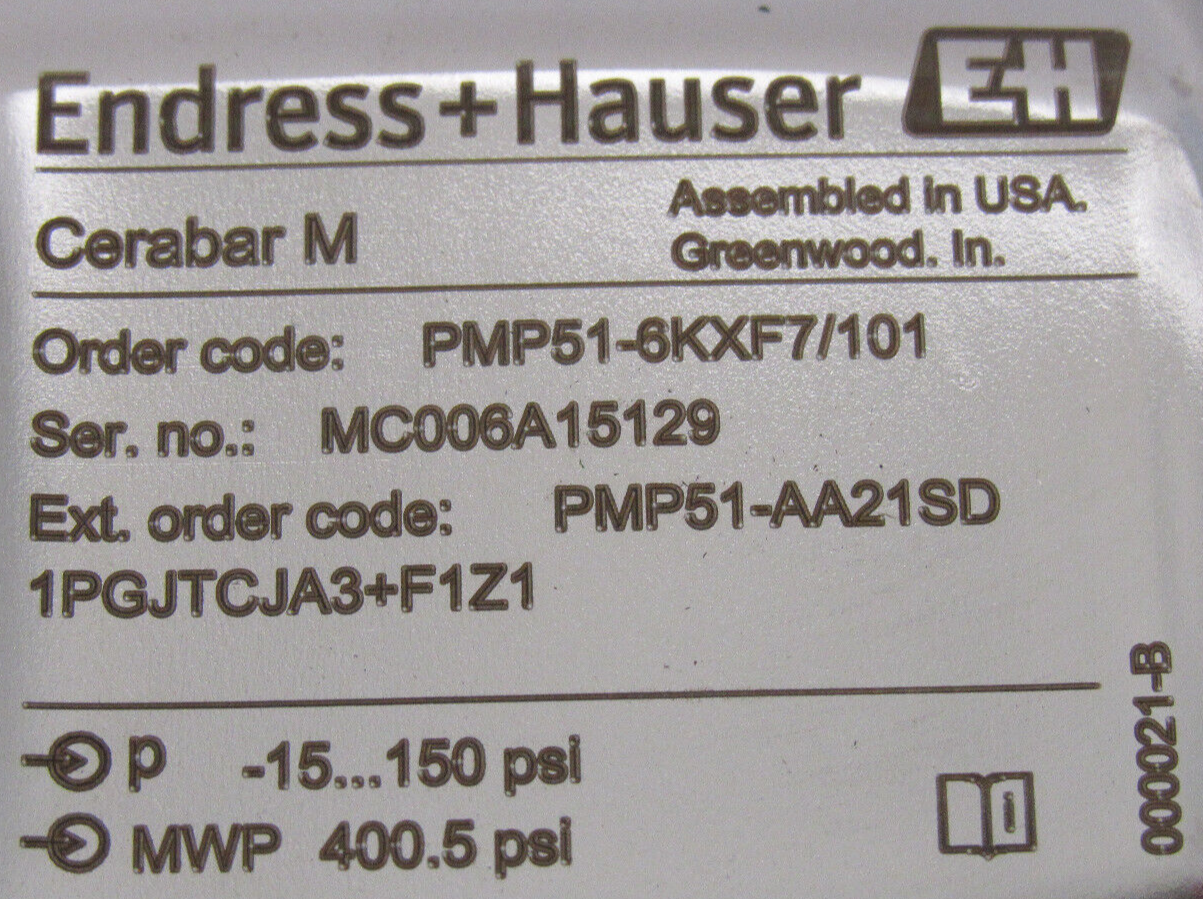 Endress+Hauser EH
Cerabar M
Assembled in USA.
Greenwood. In.
Order code: PMP51-6KXF7/101
Ser. no.: MC006A15129
Ext. order code: PMP51-AA21SD
1PGJTCJA3+F1Z1
p -15...150 psi
MWP 400.5 psi
000021-B